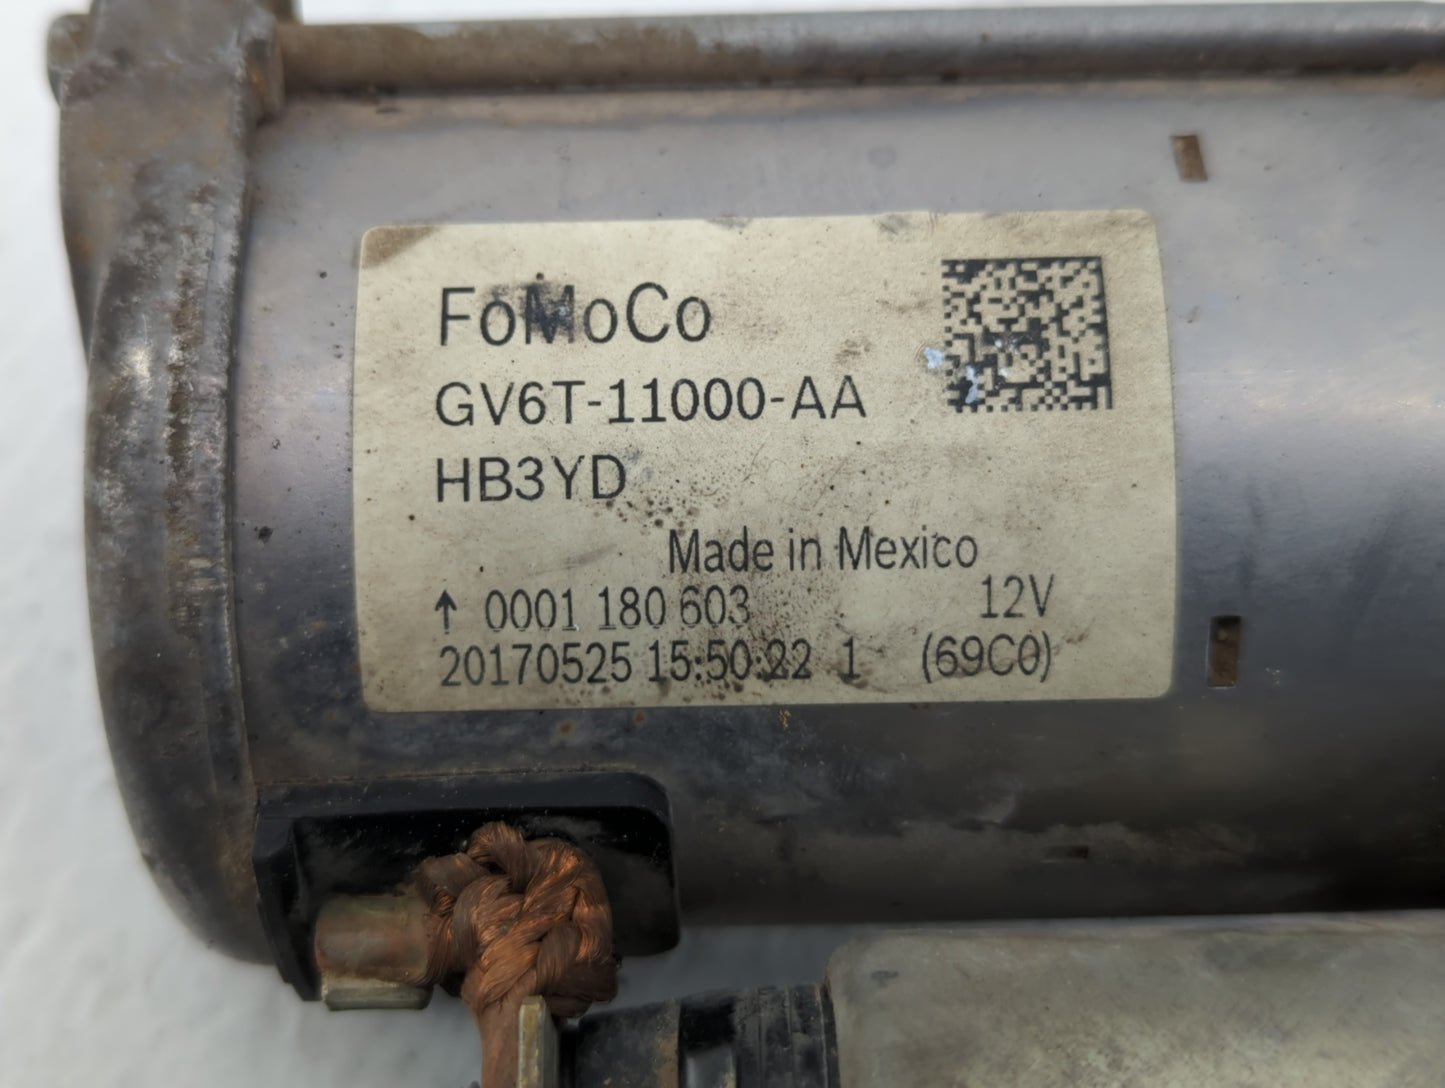 FoMoCo
GV6T-11000-AA
HB3YD
Made in Mexico
↑ 0001 180 603 12V
20170525 15:50:22 1 (69C0)